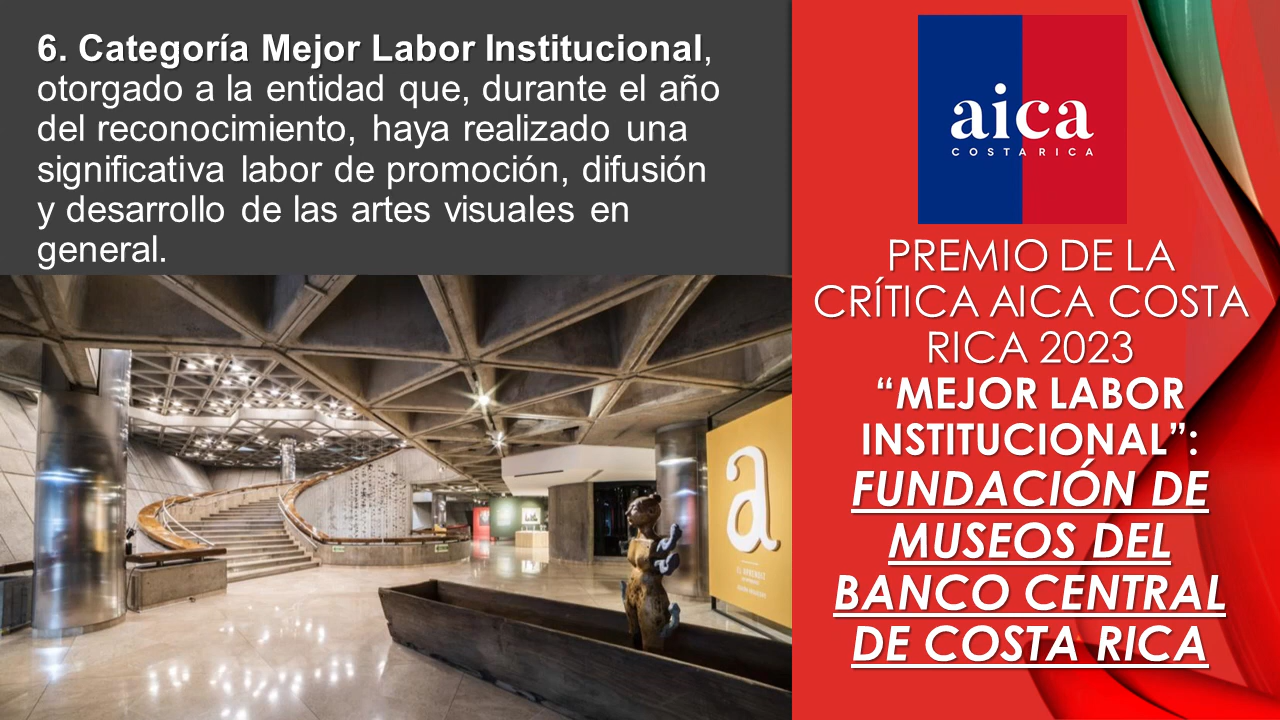 6. Categoría Mejor Labor Institucional,
otorgado a la entidad que, durante el año
del reconocimiento, haya realizado una
significativa labor de promoción, difusión
y desarrollo de las artes visuales en
general.
a
aica
COSTA RICA
PREMIO DE LA
CRÍTICA AICA COSTA
RICA 2023
“MEJOR LABOR
INSTITUCIONAL”:
FUNDACIÓN DE
MUSEOS DEL
BANCO CENTRAL
DE COSTA RICA